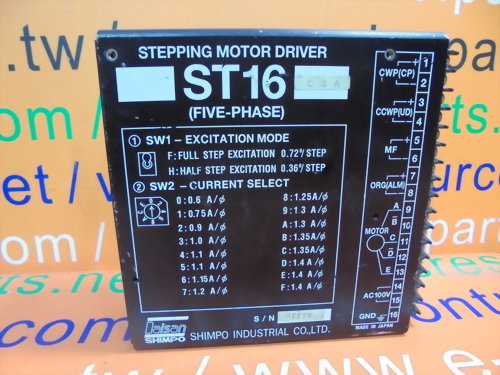 STEPPING MOTOR DRIVER
ST16 C3A
(FIVE-PHASE)
① SW1 - EXCITATION MODE
F:FULL STEP EXCITATION 0.72°/STEP
H:HALF STEP EXCITATION 0.36°/STEP
② SW2 - CURRENT SELECT
0:0.6 A/ø
1:0.75A/ø
2:0.9 A/ø
3:1.0 A/ø
4:1.1 A/ø
5:1.1 A/ø
6:1.15A/ø
7:1.2 A/ø
8:1.25A/ø
9:1.3 A/ø
A:1.3 A/ø
B:1.35A/ø
C:1.35A/ø
D:1.4 A/ø
E:1.4 A/ø
F:1.4 A/ø
S/N 07276
Daisan
SHIMPO SHIMPO INDUSTRIAL CO.,LTD.
CWP(CP) + - 1 2
CCWP(UD) + - 3 4
MF + - 5 6
ORG(ALM) + - 7 8
MOTOR A B C D E 9 10 11 12 13
AC100V 14 15
GND 16
MADE IN JAPAN